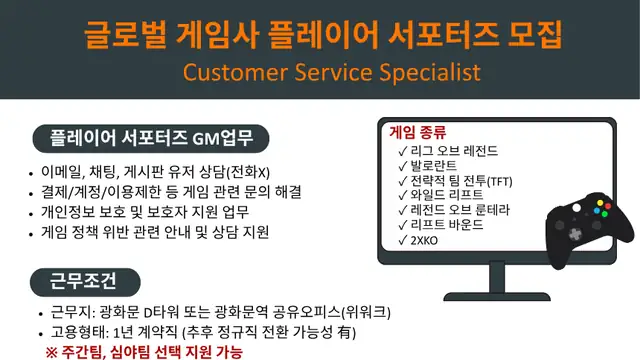 글로벌 게임사 플레이어 서포터즈 모집
Customer Service Specialist
플레이어 서포터즈 GM업무
• 이메일, 채팅, 게시판 유저 상담(전화X)
• 결제/계정/이용제한 등 게임 관련 문의 해결
• 개인정보 보호 및 보호자 지원 업무
• 게임 정책 위반 관련 안내 및 상담 지원
게임 종류
✓ 리그 오브 레전드
✓ 발로란트
✓ 전략적 팀 전투(TFT)
✓ 와일드 리프트
✓ 레전드 오브 룬테라
✓ 리프트 바운드
✓ 2XKO
근무조건
• 근무지: 광화문 D타워 또는 광화문역 공유오피스(위워크)
• 고용형태: 1년 계약직 (추후 정규직 전환 가능성 有)
※ 주간팀, 심야팀 선택 지원 가능